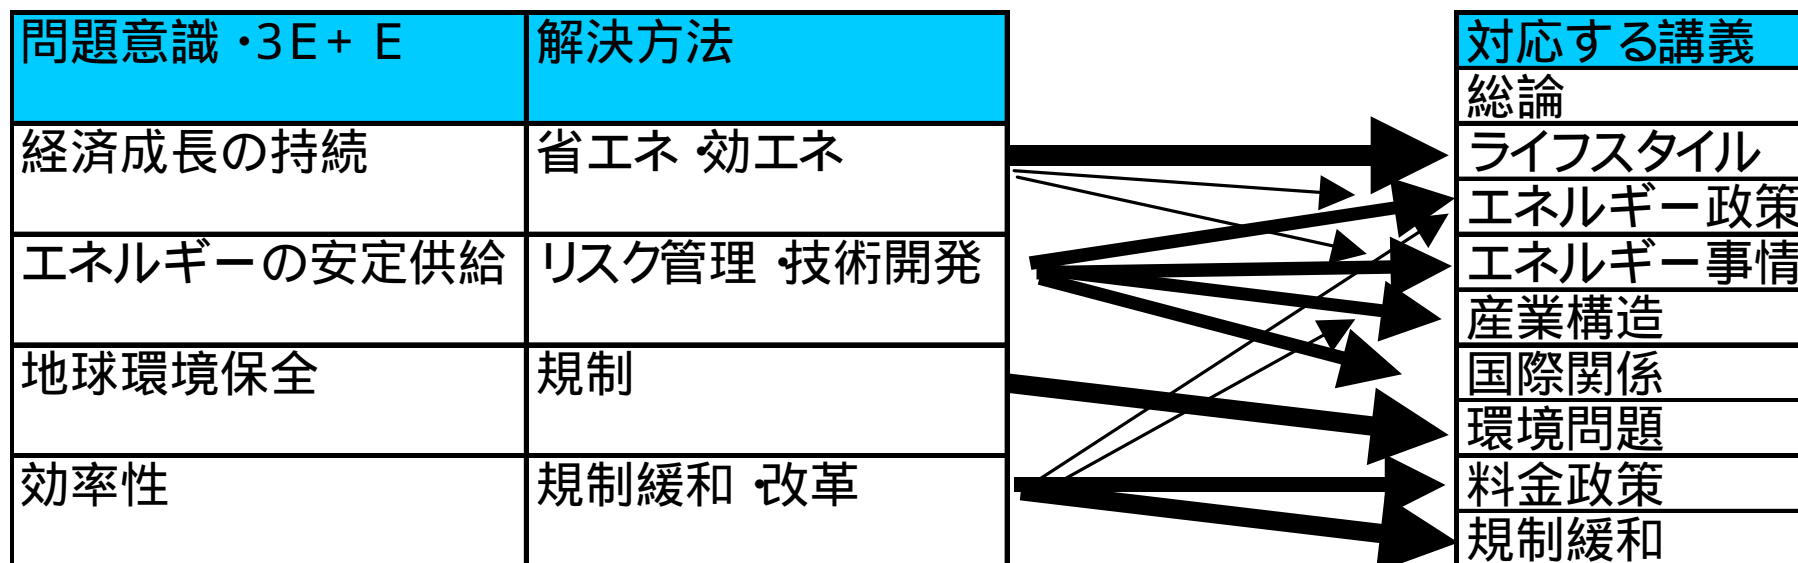 問題意識・3E+ E
解決方法
経済成長の持続
省エネ・効エネ
エネルギーの安定供給
リスク管理・技術開発
地球環境保全
規制
効率性
規制緩和・改革
対応する講義
総論
ライフスタイル
エネルギー政策
エネルギー事情
産業構造
国際関係
環境問題
料金政策
規制緩和